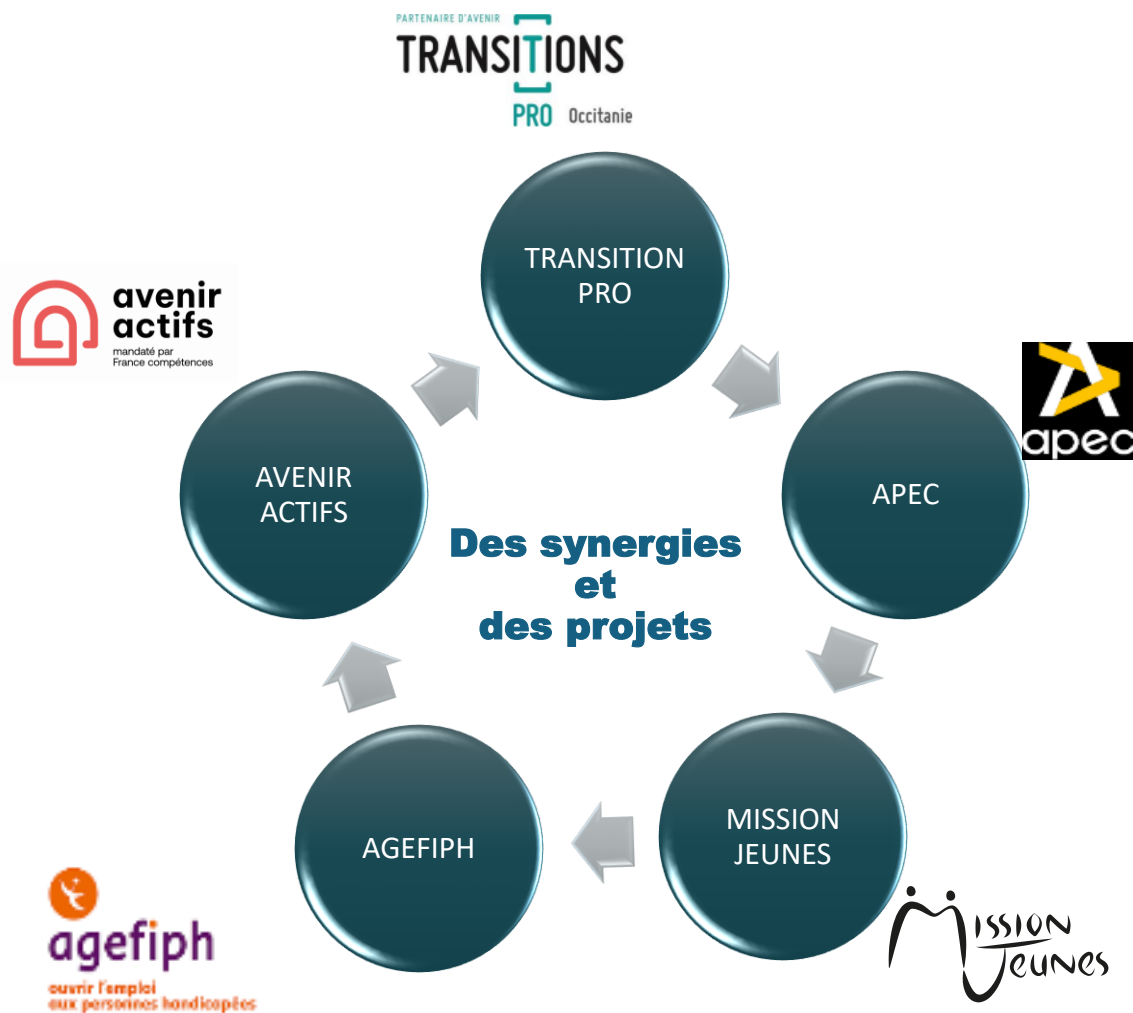 PARTENAIRE D'AVENIR
TRANSITIONS
PRO Occitanie
TRANSITION
PRO
avenir
actifs
mandaté par
France compétences
apec
AVENIR
ACTIFS
APEC
Des synergies
et
des projets
MISSION
JEUNES
AGEFIPH
agefiph
ouvrir l'emploi
aux personnes handicapées
MISSION
JEUNES